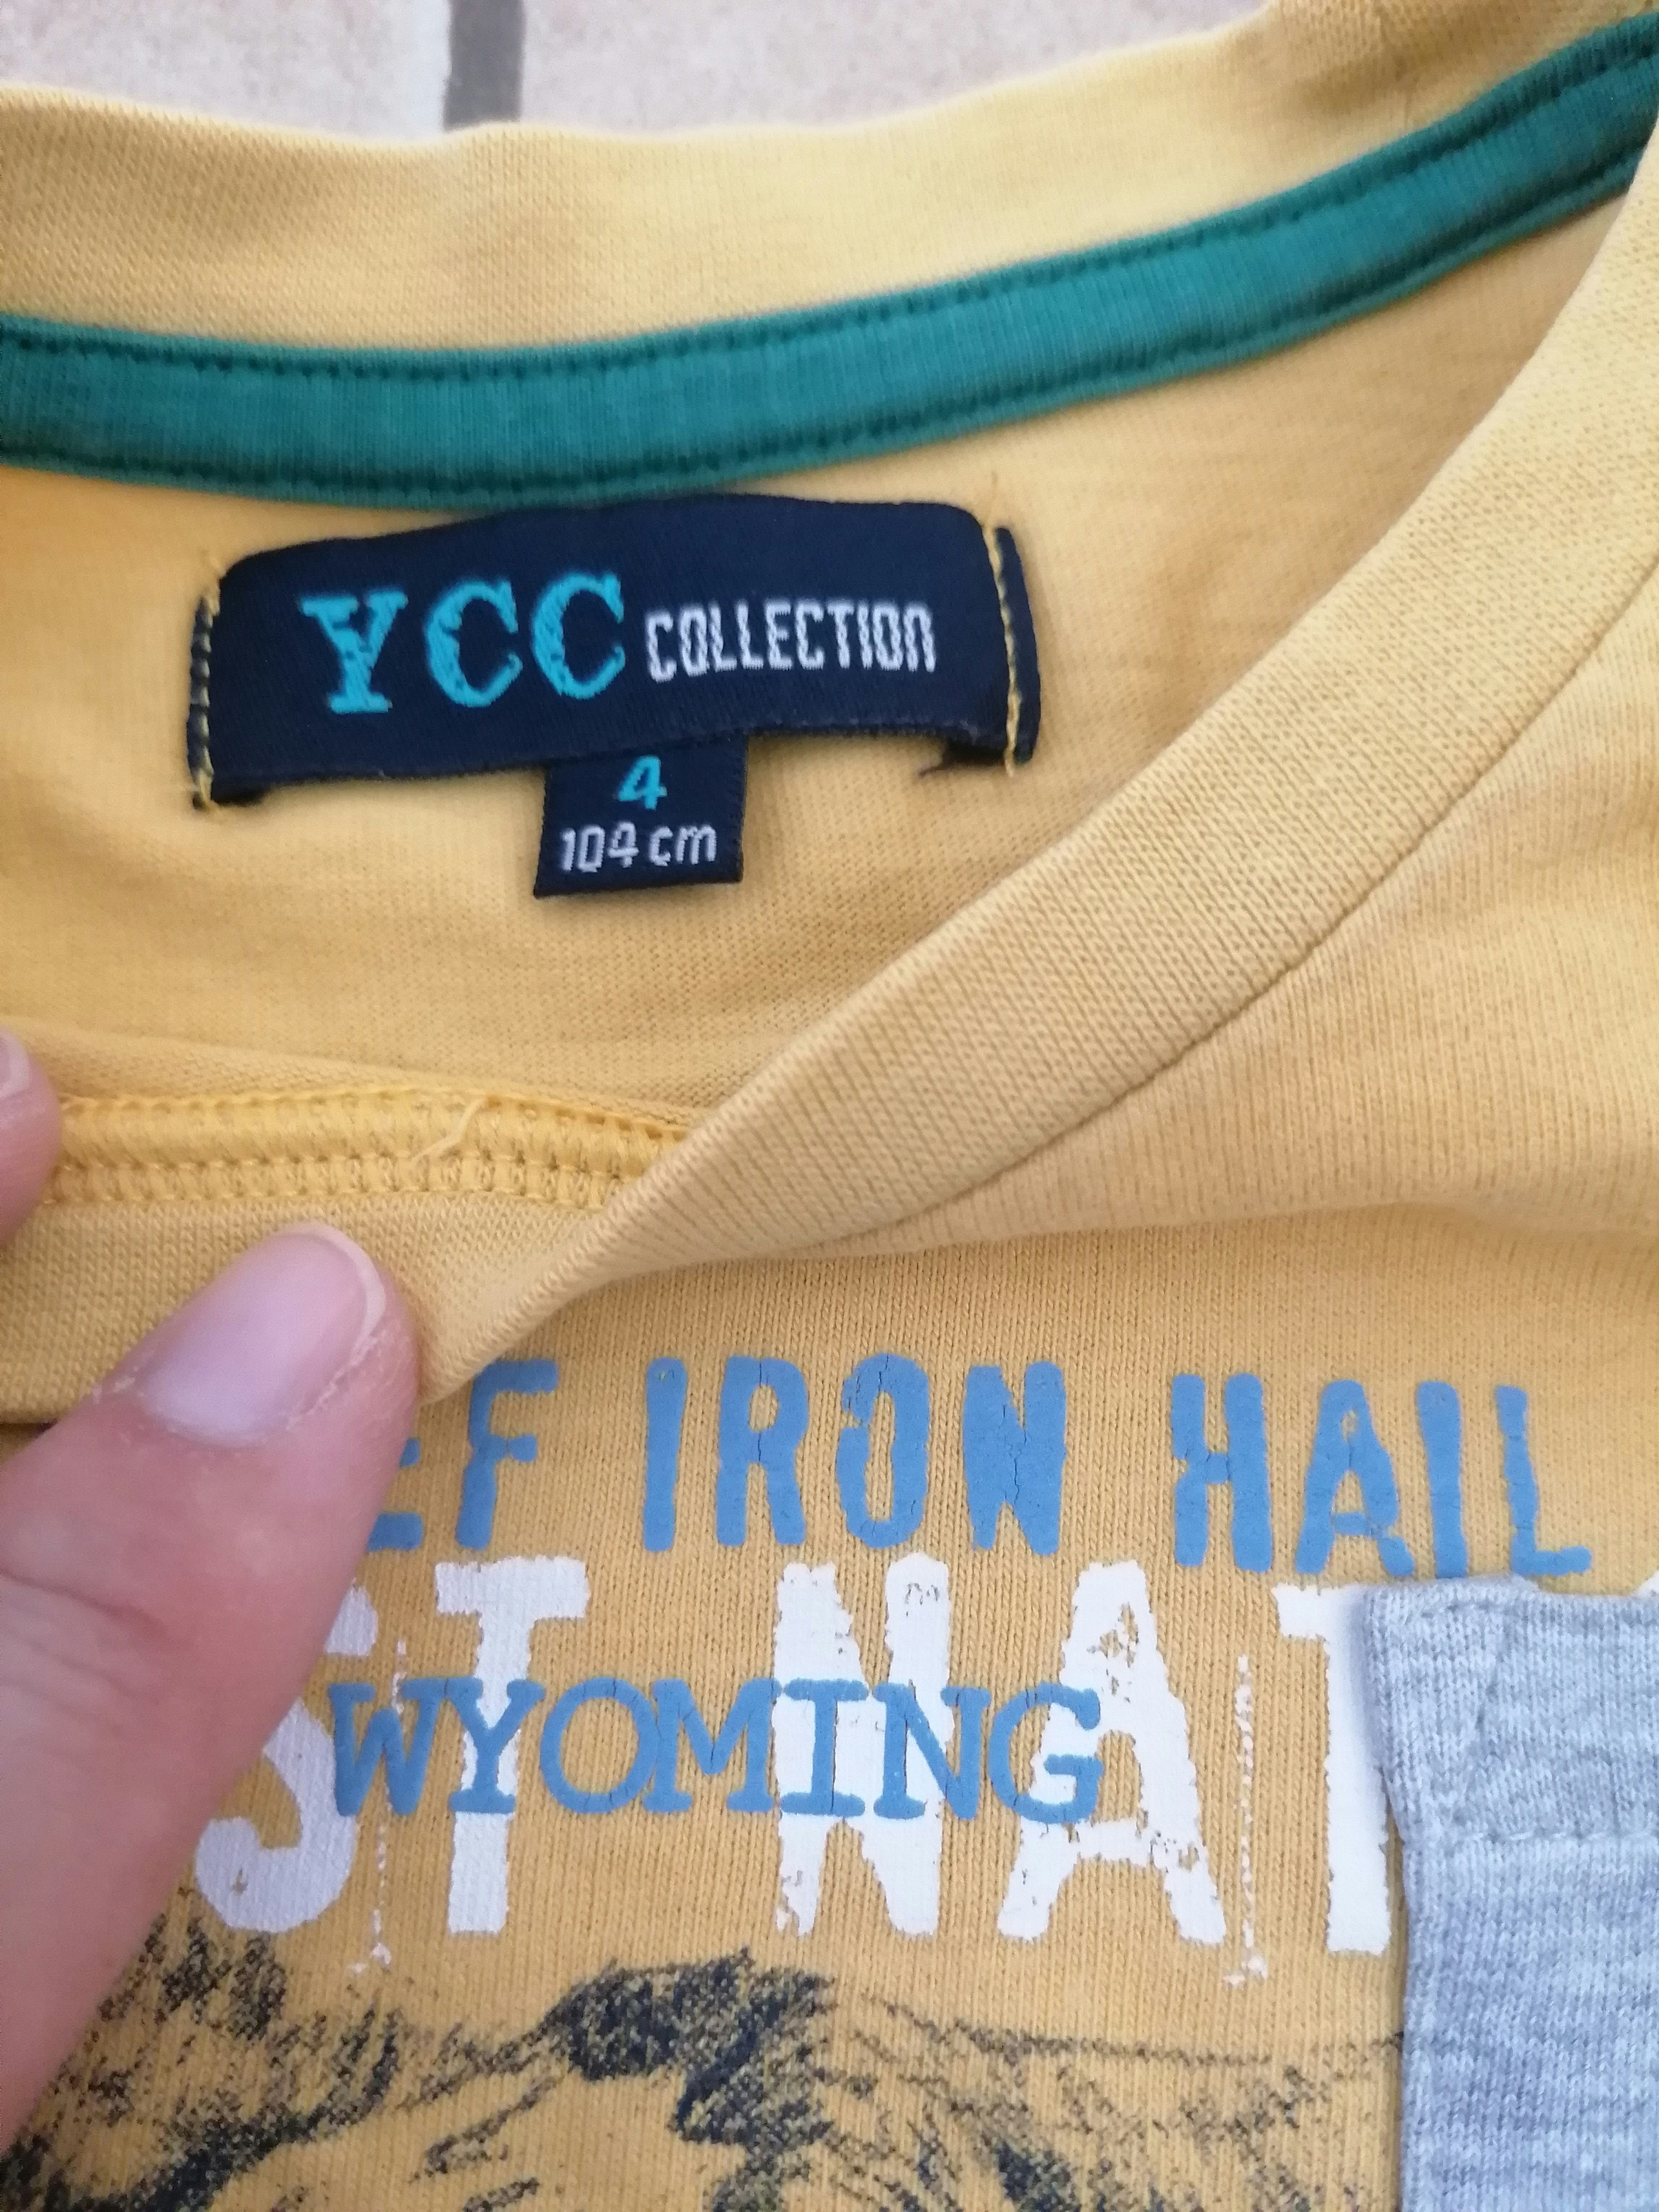 YCC COLLECTION
4
104 cm
IRON HAIL
WYOMING